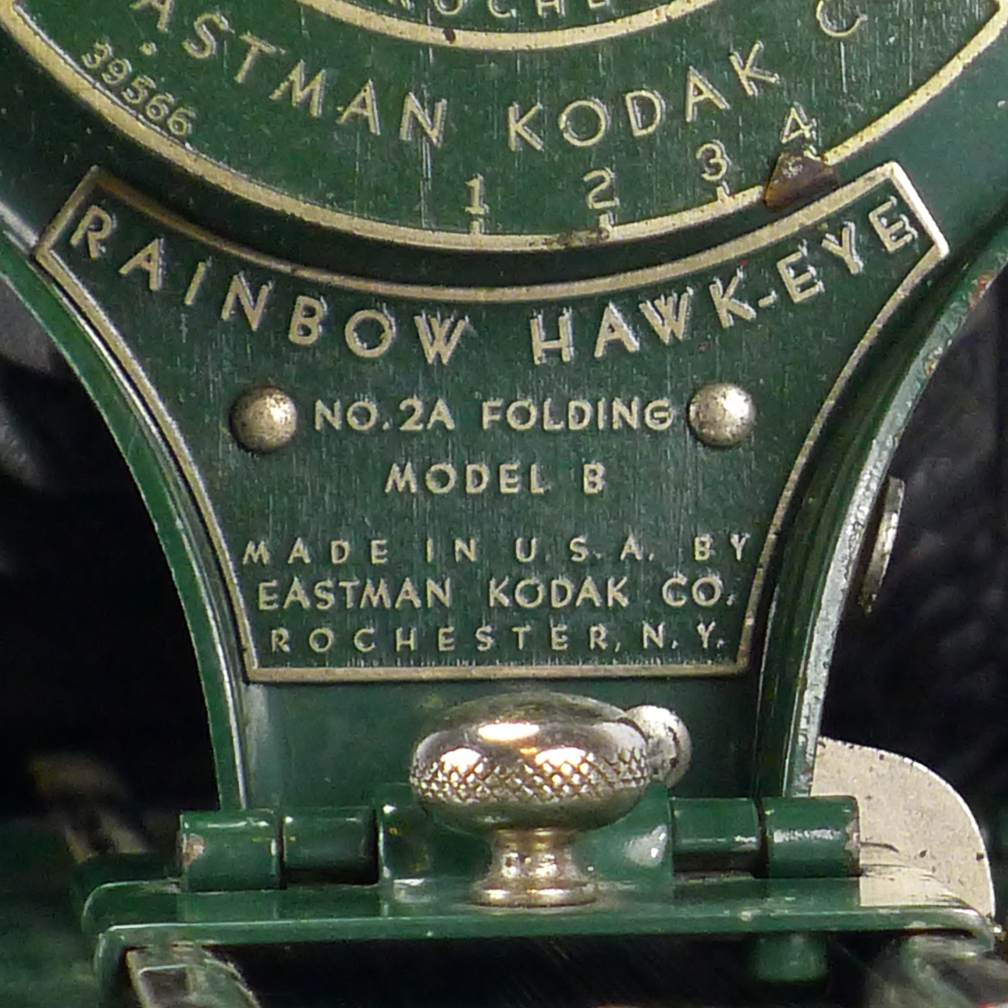 EASTMAN KODAK C
39566
1 2 3 4
RAINBOW HAWK-EYE
NO.2A FOLDING
MODEL B
MADE IN U.S.A. BY
EASTMAN KODAK CO.
ROCHESTER, N.Y.